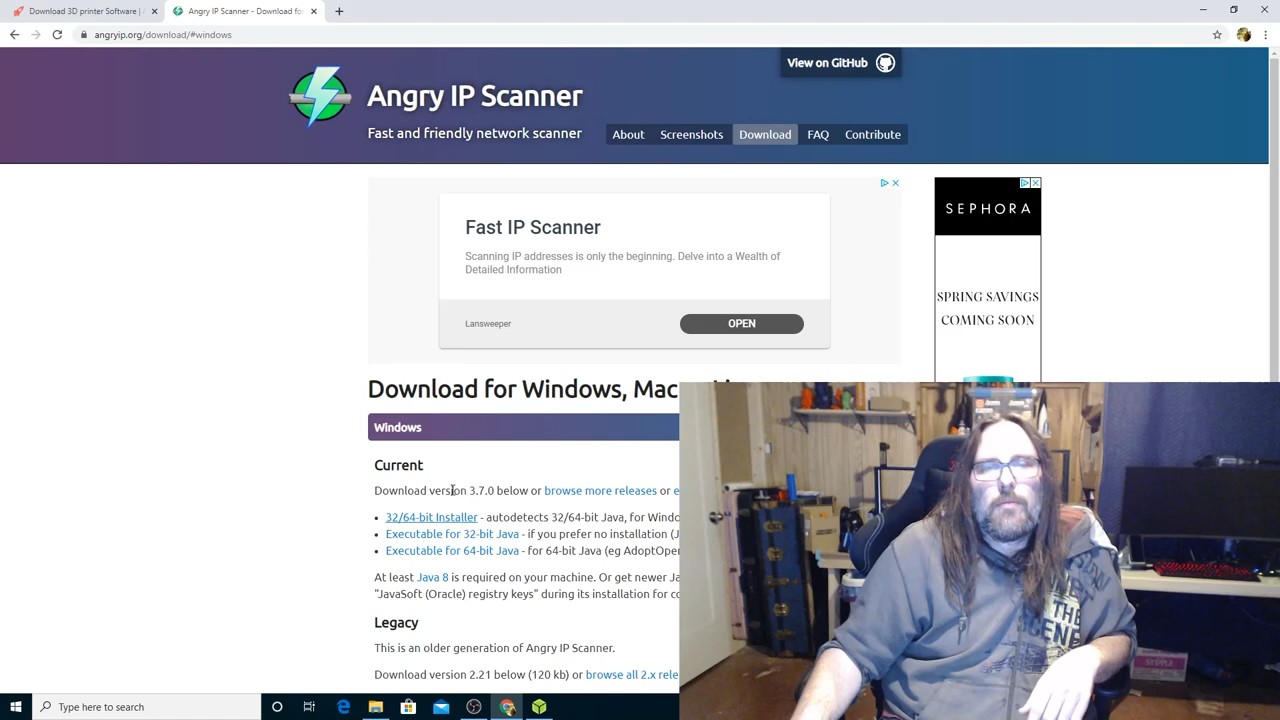 Download 3D printer Software | A
Angry IP Scanner - Download fo
angryip.org/download/#windows
View on GitHub
Angry IP Scanner
Fast and friendly network scanner
About
Screenshots
Download
FAQ
Contribute
Fast IP Scanner
Scanning IP addresses is only the beginning. Delve into a Wealth of
Detailed Information
Lansweeper
OPEN
SEPHORA
SPRING SAVINGS
COMING SOON
Download for Windows, Mac
Windows
Current
Download version 3.7.0 below or browse more releases or e
32/64-bit Installer - autodetects 32/64-bit Java, for Windo
Executable for 32-bit Java - if you prefer no installation (J
Executable for 64-bit Java - for 64-bit Java (eg AdoptOpen
At least Java 8 is required on your machine. Or get newer Ja
"JavaSoft (Oracle) registry keys" during its installation for co
Legacy
This is an older generation of Angry IP Scanner.
Download version 2.21 below (120 kb) or browse all 2.x rele
THE
SCENE
Type here to search